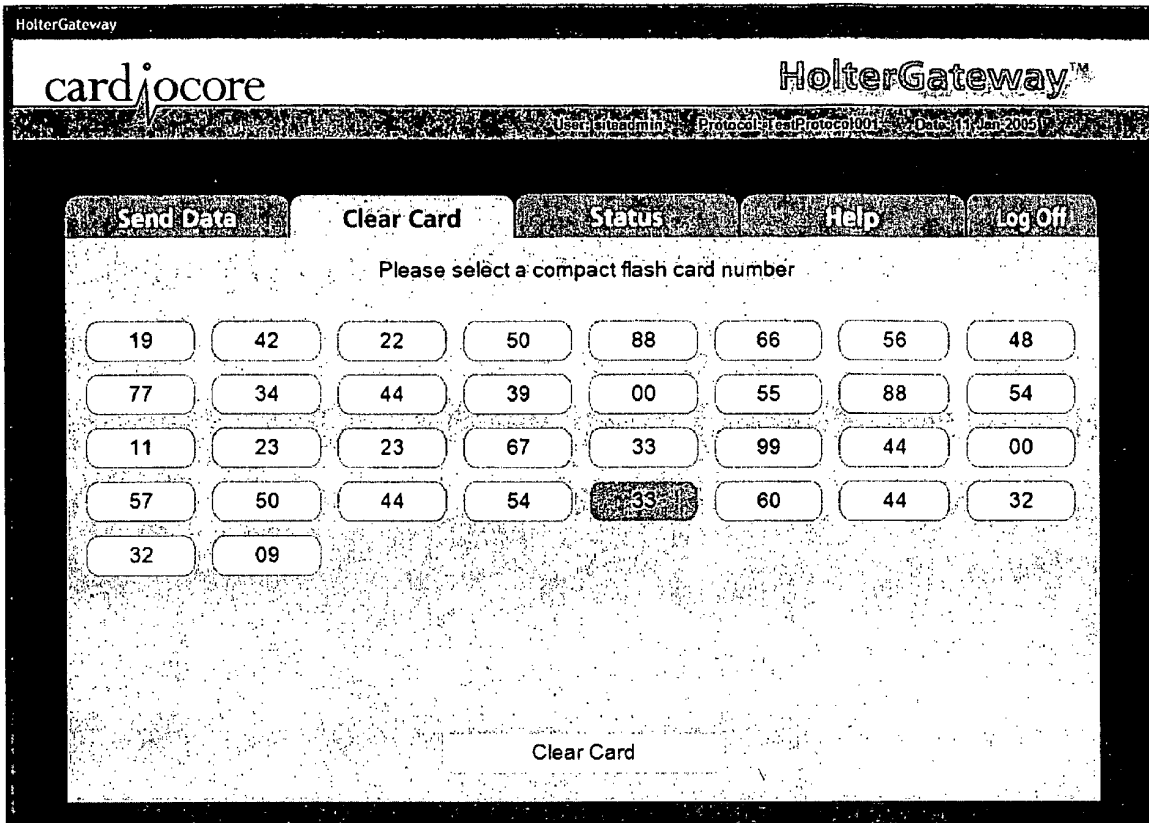 HolterGateway
cardiocore HolterGateway™
User: siteadmin Protocol: TestProtocol001 Date: 11 Jan 2005
Send Data Clear Card Status Help Log Off
Please select a compact flash card number
19 42 22 50 88 66 56 48
77 34 44 39 00 55 88 54
11 23 23 67 33 99 44 00
57 50 44 54 33 60 44 32
32 09
Clear Card